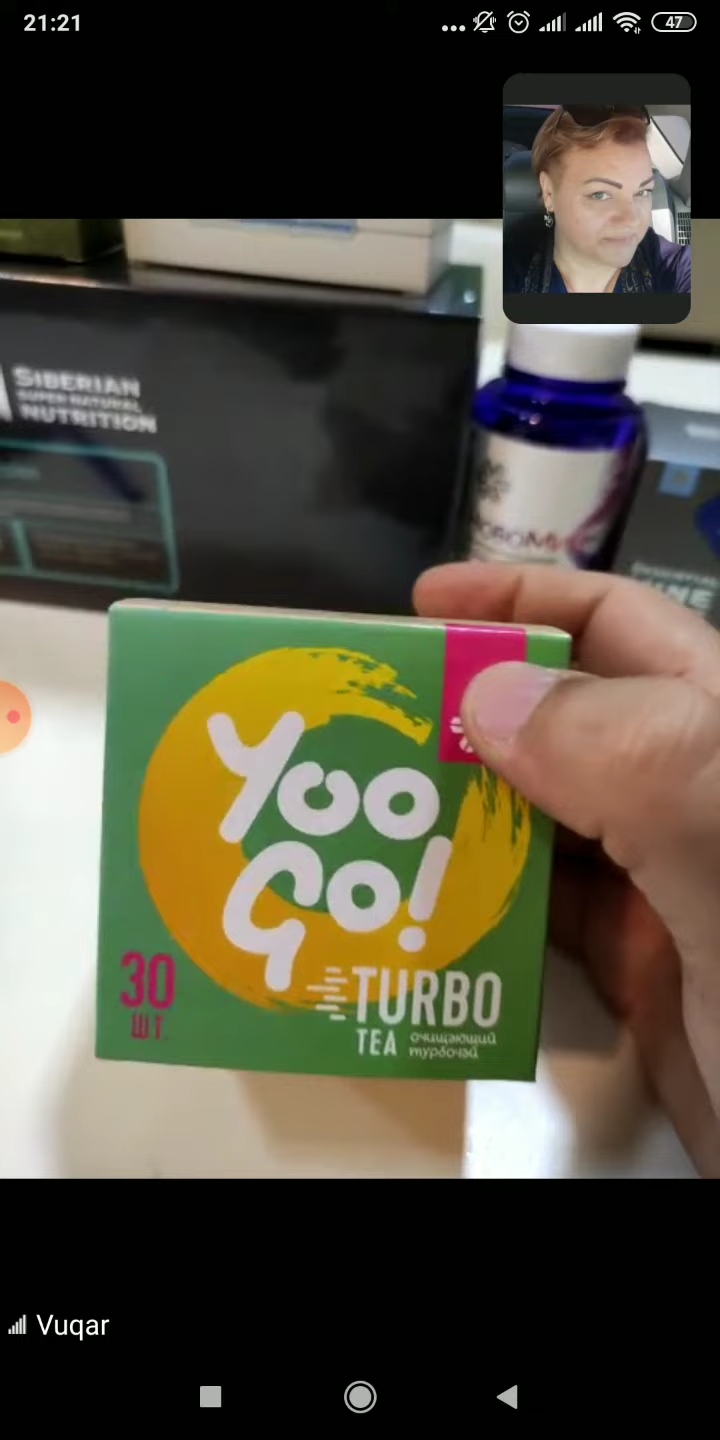 21:21
47
SIBERIAN
SUPER NATURAL
NUTRITION
Yoo
Go!
30
ШТ.
TURBO
TEA
очищающий
турбочай
Vuqar